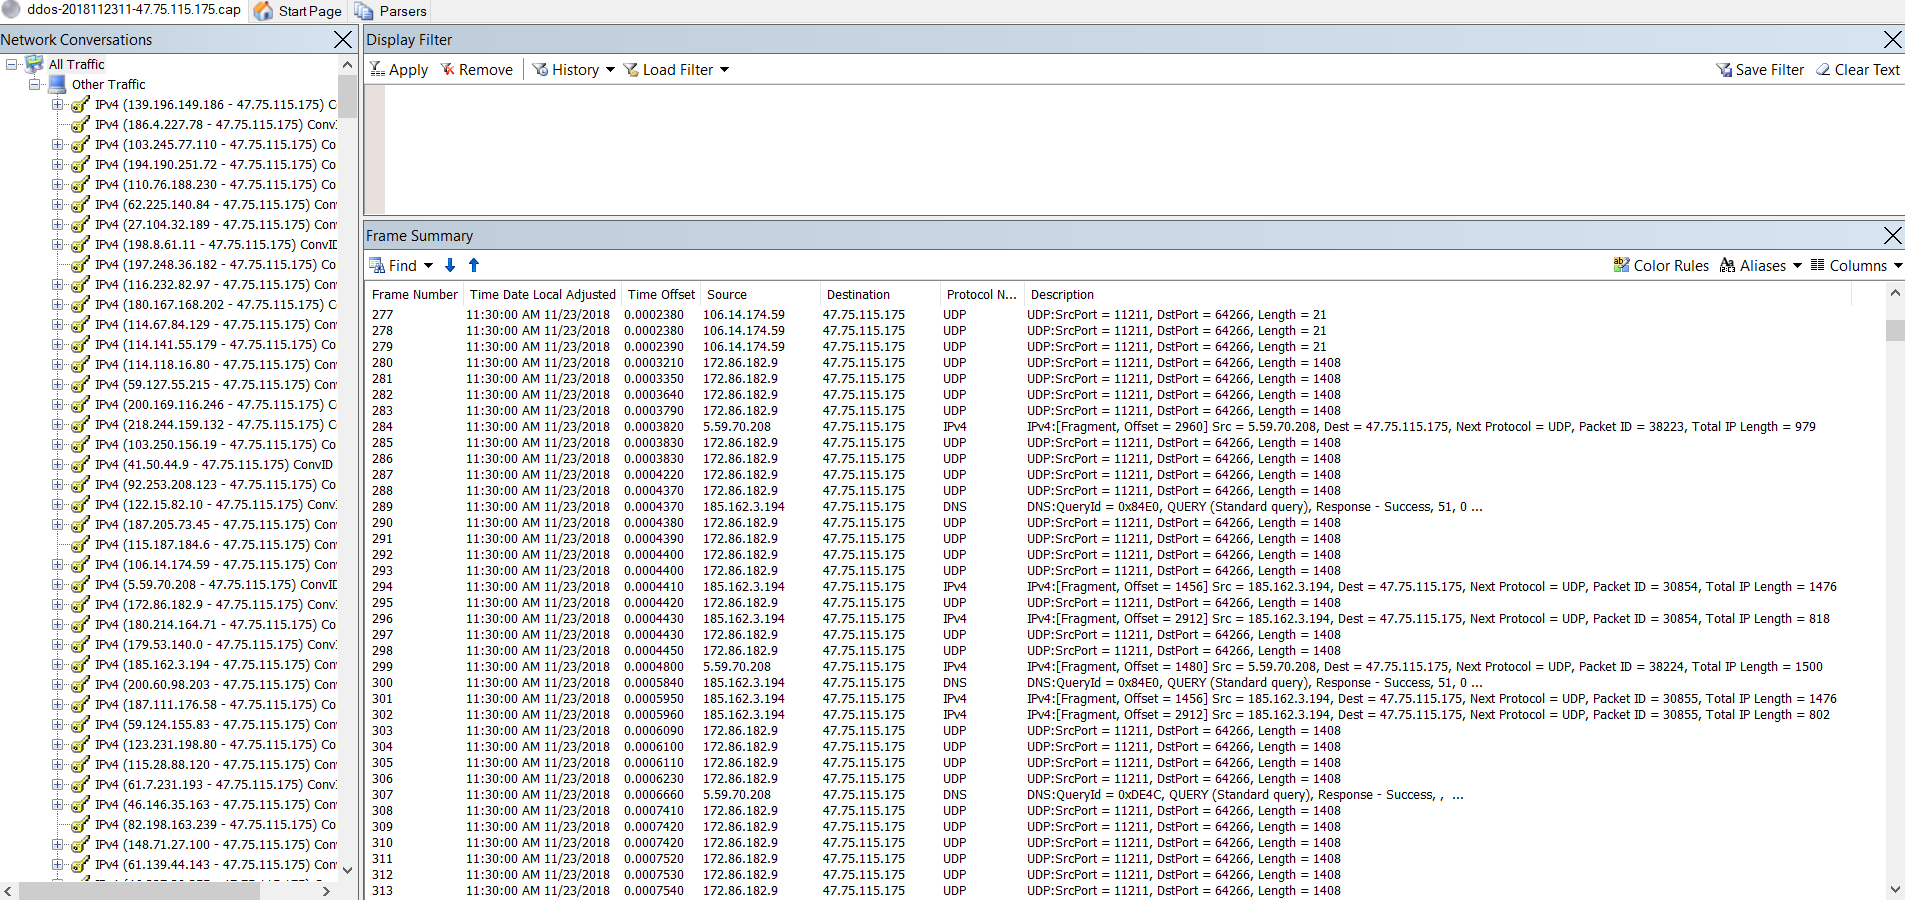 ddos-2018112311-47.75.115.175.cap Start Page Parsers
Network Conversations
All Traffic
Other Traffic
IPv4 (139.196.149.186 - 47.75.115.175) C
IPv4 (186.4.227.78 - 47.75.115.175) Conv
IPv4 (103.245.77.110 - 47.75.115.175) Co
IPv4 (194.190.251.72 - 47.75.115.175) Co
IPv4 (110.76.188.230 - 47.75.115.175) Co
IPv4 (62.225.140.84 - 47.75.115.175) Con
IPv4 (27.104.32.189 - 47.75.115.175) Con
IPv4 (198.8.61.11 - 47.75.115.175) ConvID
IPv4 (197.248.36.182 - 47.75.115.175) Co
IPv4 (116.232.82.97 - 47.75.115.175) Con
IPv4 (180.167.168.202 - 47.75.115.175) C
IPv4 (114.67.84.129 - 47.75.115.175) Con
IPv4 (114.141.55.179 - 47.75.115.175) Co
IPv4 (114.118.16.80 - 47.75.115.175) Con
IPv4 (59.127.55.215 - 47.75.115.175) Con
IPv4 (200.169.116.246 - 47.75.115.175) C
IPv4 (218.244.159.132 - 47.75.115.175) C
IPv4 (103.250.156.19 - 47.75.115.175) Co
IPv4 (41.50.44.9 - 47.75.115.175) ConvID
IPv4 (92.253.208.123 - 47.75.115.175) Co
IPv4 (122.15.82.10 - 47.75.115.175) Con
IPv4 (187.205.73.45 - 47.75.115.175) Con
IPv4 (115.187.184.6 - 47.75.115.175) Con
IPv4 (106.14.174.59 - 47.75.115.175) Con
IPv4 (5.59.70.208 - 47.75.115.175) ConvID
IPv4 (172.86.182.9 - 47.75.115.175) Conv
IPv4 (180.214.164.71 - 47.75.115.175) Co
IPv4 (179.53.140.0 - 47.75.115.175) Con
IPv4 (185.162.3.194 - 47.75.115.175) Con
IPv4 (200.60.98.203 - 47.75.115.175) Con
IPv4 (187.111.176.58 - 47.75.115.175) Co
IPv4 (59.124.155.83 - 47.75.115.175) Con
IPv4 (123.231.198.80 - 47.75.115.175) Co
IPv4 (115.28.88.120 - 47.75.115.175) Con
IPv4 (61.7.231.193 - 47.75.115.175) Conv
IPv4 (46.146.35.163 - 47.75.115.175) Con
IPv4 (82.198.163.239 - 47.75.115.175) Co
IPv4 (148.71.27.100 - 47.75.115.175) Con
IPv4 (61.139.44.143 - 47.75.115.175) Con
Display Filter
Apply Remove History Load Filter Save Filter Clear Text
Frame Summary
Find Color Rules Aliases Columns
Frame Number Time Date Local Adjusted Time Offset Source Destination Protocol N... Description
277 11:30:00 AM 11/23/2018 0.0002380 106.14.174.59 47.75.115.175 UDP UDP:SrcPort = 11211, DstPort = 64266, Length = 21
278 11:30:00 AM 11/23/2018 0.0002380 106.14.174.59 47.75.115.175 UDP UDP:SrcPort = 11211, DstPort = 64266, Length = 21
279 11:30:00 AM 11/23/2018 0.0002390 106.14.174.59 47.75.115.175 UDP UDP:SrcPort = 11211, DstPort = 64266, Length = 21
280 11:30:00 AM 11/23/2018 0.0003210 172.86.182.9 47.75.115.175 UDP UDP:SrcPort = 11211, DstPort = 64266, Length = 1408
281 11:30:00 AM 11/23/2018 0.0003350 172.86.182.9 47.75.115.175 UDP UDP:SrcPort = 11211, DstPort = 64266, Length = 1408
282 11:30:00 AM 11/23/2018 0.0003640 172.86.182.9 47.75.115.175 UDP UDP:SrcPort = 11211, DstPort = 64266, Length = 1408
283 11:30:00 AM 11/23/2018 0.0003790 172.86.182.9 47.75.115.175 UDP UDP:SrcPort = 11211, DstPort = 64266, Length = 1408
284 11:30:00 AM 11/23/2018 0.0003820 5.59.70.208 47.75.115.175 IPv4 IPv4:[Fragment, Offset = 2960] Src = 5.59.70.208, Dest = 47.75.115.175, Next Protocol = UDP, Packet ID = 38223, Total IP Length = 979
285 11:30:00 AM 11/23/2018 0.0003830 172.86.182.9 47.75.115.175 UDP UDP:SrcPort = 11211, DstPort = 64266, Length = 1408
286 11:30:00 AM 11/23/2018 0.0003830 172.86.182.9 47.75.115.175 UDP UDP:SrcPort = 11211, DstPort = 64266, Length = 1408
287 11:30:00 AM 11/23/2018 0.0004220 172.86.182.9 47.75.115.175 UDP UDP:SrcPort = 11211, DstPort = 64266, Length = 1408
288 11:30:00 AM 11/23/2018 0.0004370 172.86.182.9 47.75.115.175 UDP UDP:SrcPort = 11211, DstPort = 64266, Length = 1408
289 11:30:00 AM 11/23/2018 0.0004370 185.162.3.194 47.75.115.175 DNS DNS:QueryId = 0x84E0, QUERY (Standard query), Response - Success, 51, 0 ...
290 11:30:00 AM 11/23/2018 0.0004380 172.86.182.9 47.75.115.175 UDP UDP:SrcPort = 11211, DstPort = 64266, Length = 1408
291 11:30:00 AM 11/23/2018 0.0004390 172.86.182.9 47.75.115.175 UDP UDP:SrcPort = 11211, DstPort = 64266, Length = 1408
292 11:30:00 AM 11/23/2018 0.0004400 172.86.182.9 47.75.115.175 UDP UDP:SrcPort = 11211, DstPort = 64266, Length = 1408
293 11:30:00 AM 11/23/2018 0.0004400 172.86.182.9 47.75.115.175 UDP UDP:SrcPort = 11211, DstPort = 64266, Length = 1408
294 11:30:00 AM 11/23/2018 0.0004410 185.162.3.194 47.75.115.175 IPv4 IPv4:[Fragment, Offset = 1456] Src = 185.162.3.194, Dest = 47.75.115.175, Next Protocol = UDP, Packet ID = 30854, Total IP Length = 1476
295 11:30:00 AM 11/23/2018 0.0004420 172.86.182.9 47.75.115.175 UDP UDP:SrcPort = 11211, DstPort = 64266, Length = 1408
296 11:30:00 AM 11/23/2018 0.0004430 185.162.3.194 47.75.115.175 IPv4 IPv4:[Fragment, Offset = 2912] Src = 185.162.3.194, Dest = 47.75.115.175, Next Protocol = UDP, Packet ID = 30854, Total IP Length = 818
297 11:30:00 AM 11/23/2018 0.0004430 172.86.182.9 47.75.115.175 UDP UDP:SrcPort = 11211, DstPort = 64266, Length = 1408
298 11:30:00 AM 11/23/2018 0.0004450 172.86.182.9 47.75.115.175 UDP UDP:SrcPort = 11211, DstPort = 64266, Length = 1408
299 11:30:00 AM 11/23/2018 0.0004800 5.59.70.208 47.75.115.175 IPv4 IPv4:[Fragment, Offset = 1480] Src = 5.59.70.208, Dest = 47.75.115.175, Next Protocol = UDP, Packet ID = 38224, Total IP Length = 1500
300 11:30:00 AM 11/23/2018 0.0005840 185.162.3.194 47.75.115.175 DNS DNS:QueryId = 0x84E0, QUERY (Standard query), Response - Success, 51, 0 ...
301 11:30:00 AM 11/23/2018 0.0005950 185.162.3.194 47.75.115.175 IPv4 IPv4:[Fragment, Offset = 1456] Src = 185.162.3.194, Dest = 47.75.115.175, Next Protocol = UDP, Packet ID = 30855, Total IP Length = 1476
302 11:30:00 AM 11/23/2018 0.0005960 185.162.3.194 47.75.115.175 IPv4 IPv4:[Fragment, Offset = 2912] Src = 185.162.3.194, Dest = 47.75.115.175, Next Protocol = UDP, Packet ID = 30855, Total IP Length = 802
303 11:30:00 AM 11/23/2018 0.0006090 172.86.182.9 47.75.115.175 UDP UDP:SrcPort = 11211, DstPort = 64266, Length = 1408
304 11:30:00 AM 11/23/2018 0.0006100 172.86.182.9 47.75.115.175 UDP UDP:SrcPort = 11211, DstPort = 64266, Length = 1408
305 11:30:00 AM 11/23/2018 0.0006110 172.86.182.9 47.75.115.175 UDP UDP:SrcPort = 11211, DstPort = 64266, Length = 1408
306 11:30:00 AM 11/23/2018 0.0006230 172.86.182.9 47.75.115.175 UDP UDP:SrcPort = 11211, DstPort = 64266, Length = 1408
307 11:30:00 AM 11/23/2018 0.0006660 5.59.70.208 47.75.115.175 DNS DNS:QueryId = 0xDE4C, QUERY (Standard query), Response - Success, , ...
308 11:30:00 AM 11/23/2018 0.0007410 172.86.182.9 47.75.115.175 UDP UDP:SrcPort = 11211, DstPort = 64266, Length = 1408
309 11:30:00 AM 11/23/2018 0.0007420 172.86.182.9 47.75.115.175 UDP UDP:SrcPort = 11211, DstPort = 64266, Length = 1408
310 11:30:00 AM 11/23/2018 0.0007420 172.86.182.9 47.75.115.175 UDP UDP:SrcPort = 11211, DstPort = 64266, Length = 1408
311 11:30:00 AM 11/23/2018 0.0007520 172.86.182.9 47.75.115.175 UDP UDP:SrcPort = 11211, DstPort = 64266, Length = 1408
312 11:30:00 AM 11/23/2018 0.0007530 172.86.182.9 47.75.115.175 UDP UDP:SrcPort = 11211, DstPort = 64266, Length = 1408
313 11:30:00 AM 11/23/2018 0.0007540 172.86.182.9 47.75.115.175 UDP UDP:SrcPort = 11211, DstPort = 64266, Length = 1408